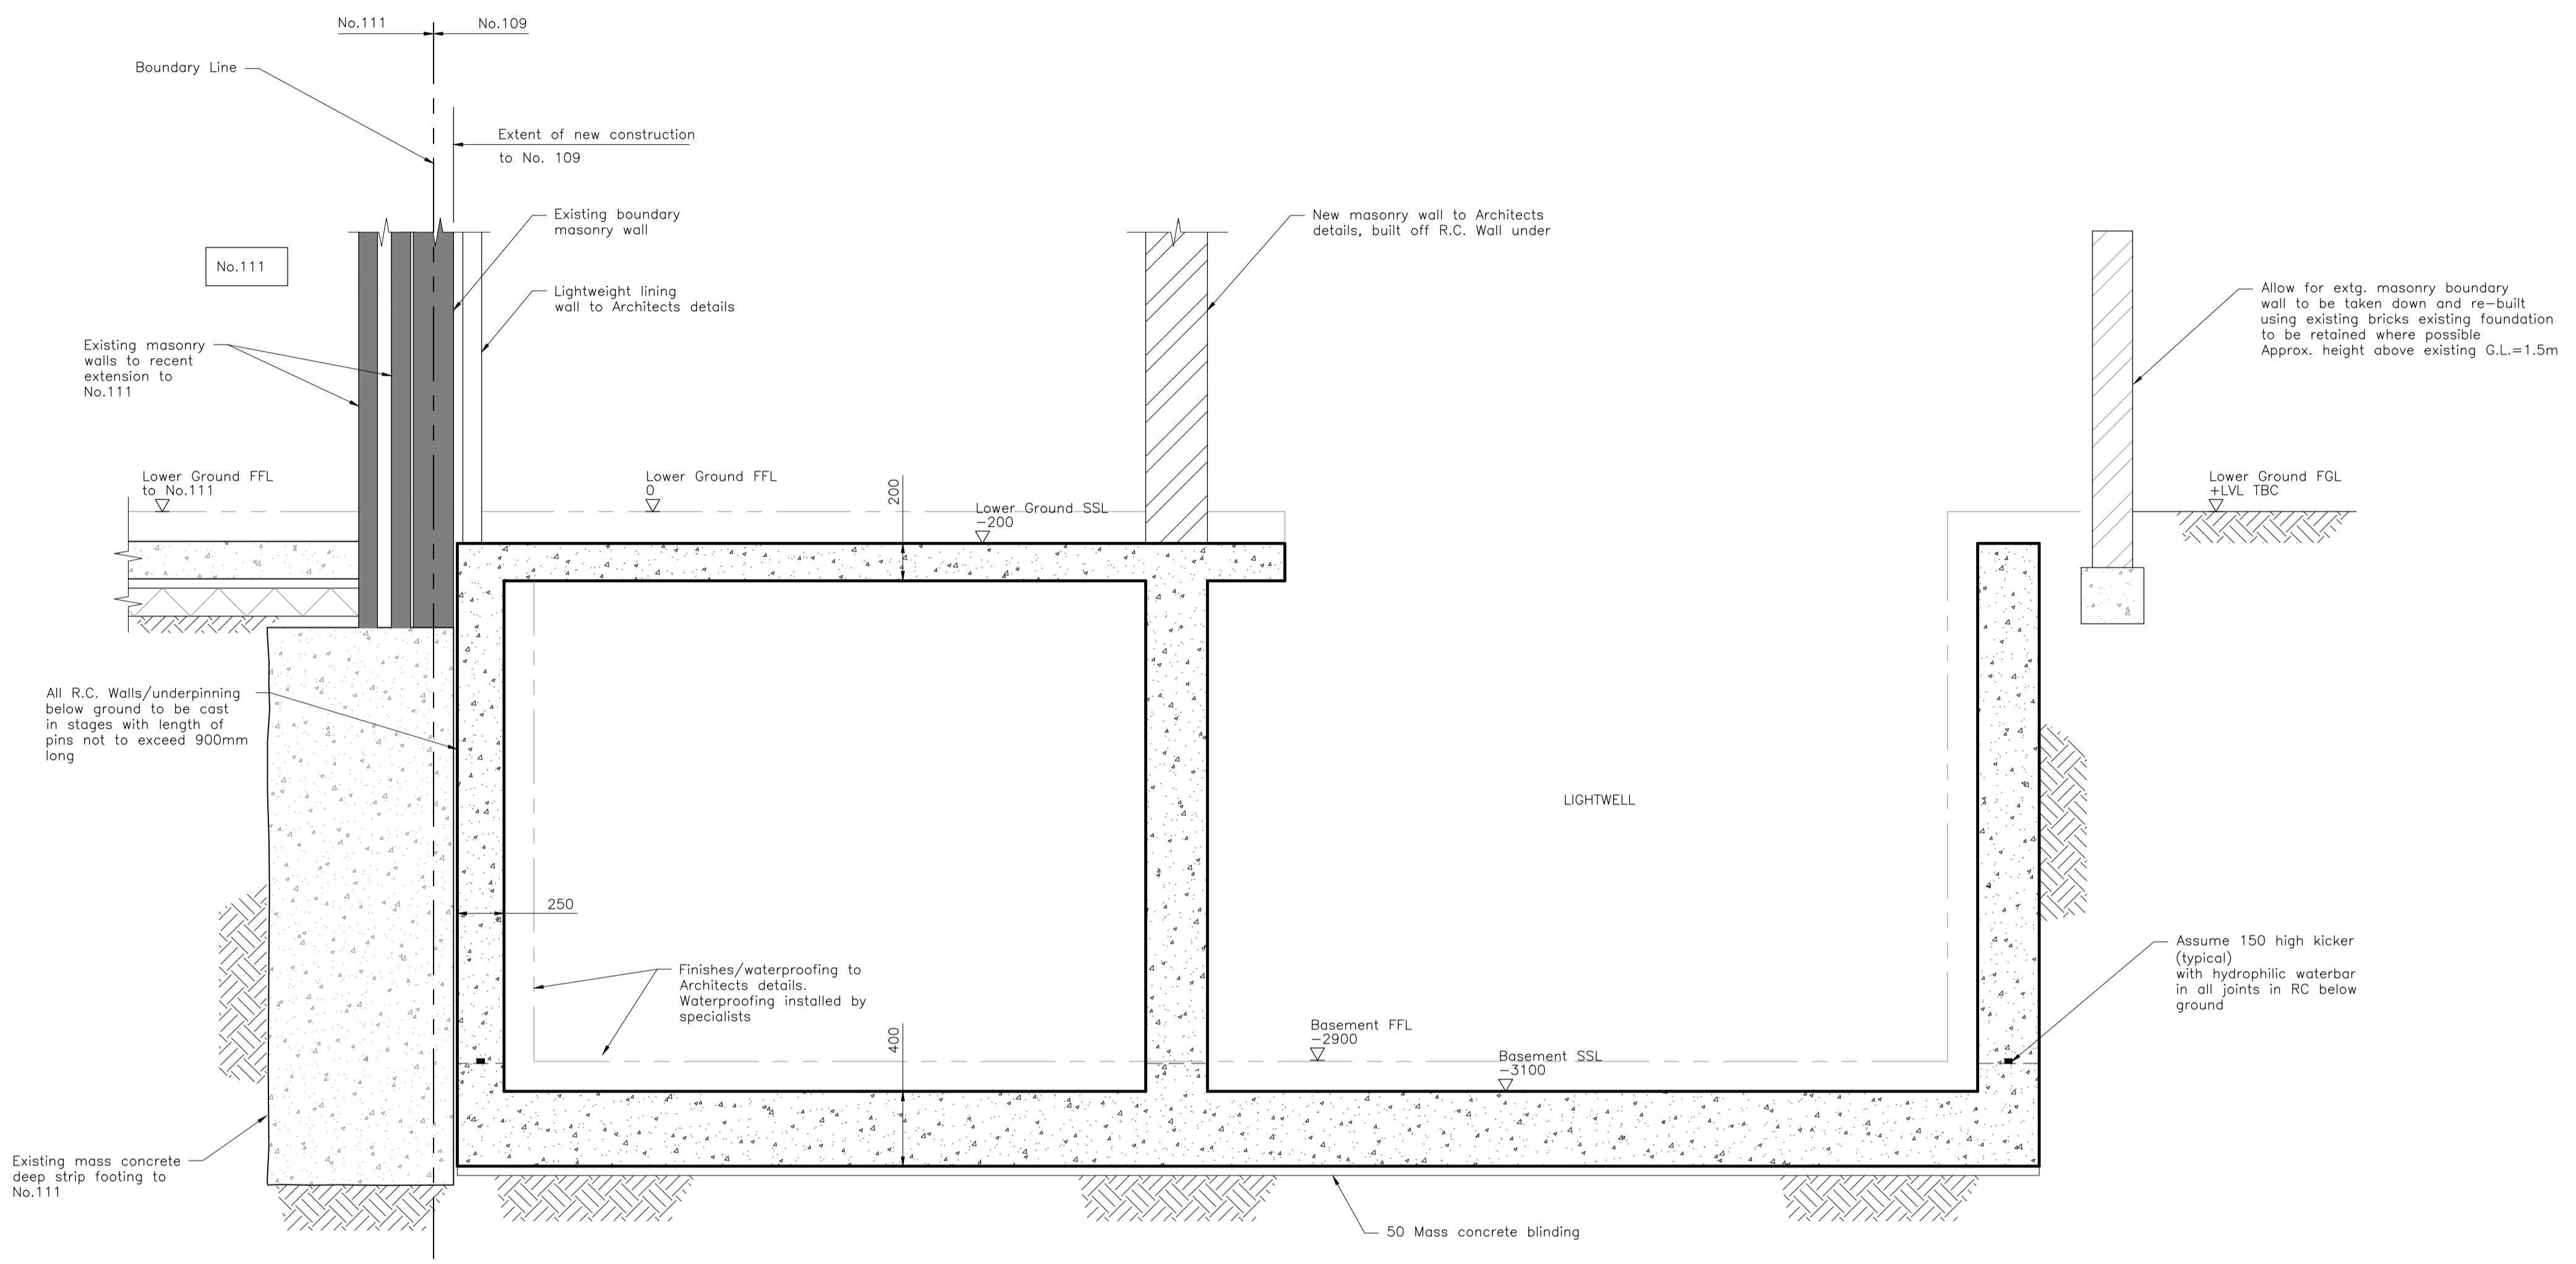 No.111
No.109
Boundary Line
Extent of new construction
to No. 109
Existing boundary
masonry wall
New masonry wall to Architects
details, built off R.C. Wall under
No.111
Lightweight lining
wall to Architects details
Allow for extg. masonry boundary
wall to be taken down and re-built
using existing bricks existing foundation
to be retained where possible
Approx. height above existing G.L.=1.5m
Existing masonry
walls to recent
extension to
No.111
Lower Ground FFL
to No.111
Lower Ground FFL
0
200
Lower Ground SSL
-200
Lower Ground FGL
+LVL TBC
All R.C. Walls/underpinning
below ground to be cast
in stages with length of
pins not to exceed 900mm
long
LIGHTWELL
250
Finishes/waterproofing to
Architects details.
Waterproofing installed by
specialists
Assume 150 high kicker
(typical)
with hydrophilic waterbar
in all joints in RC below
ground
400
Basement FFL
-2900
Basement SSL
-3100
Existing mass concrete
deep strip footing to
No.111
50 Mass concrete blinding